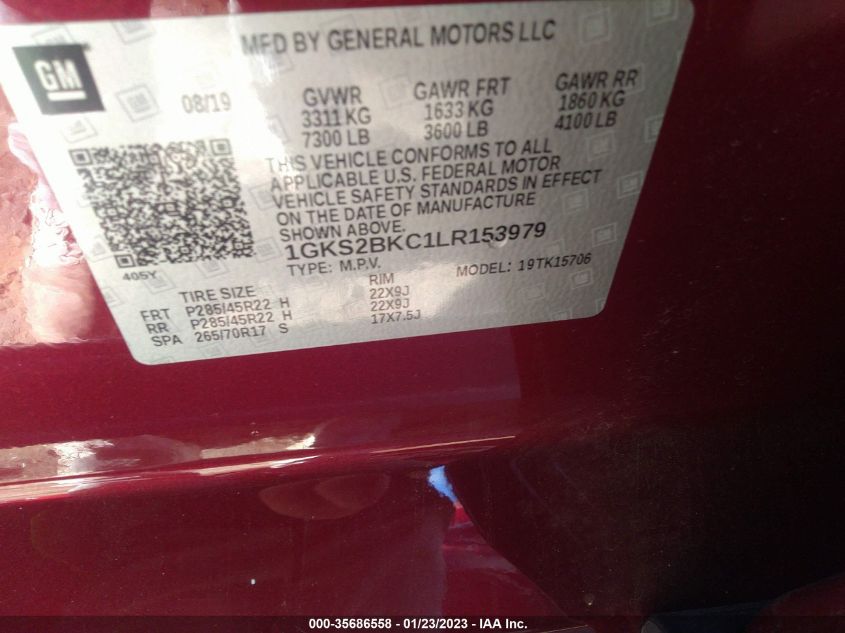 MFD BY GENERAL MOTORS LLC
GM
08/19
GVWR
3311 KG
7300 LB
GAWR FRT
1633 KG
3600 LB
GAWR RR
1860 KG
4100 LB
THIS VEHICLE CONFORMS TO ALL
APPLICABLE U.S. FEDERAL MOTOR
VEHICLE SAFETY STANDARDS IN EFFECT
ON THE DATE OF MANUFACTURE
SHOWN ABOVE.
1GKS2BKC1LR153979
405Y
TYPE: M.P.V. MODEL: 19TK15706
TIRE SIZE RIM
FRT P285/45R22 H 22X9J
RR P285/45R22 H 22X9J
SPA 265/70R17 S 17X7.5J
000-35686558 - 01/23/2023 - IAA Inc.